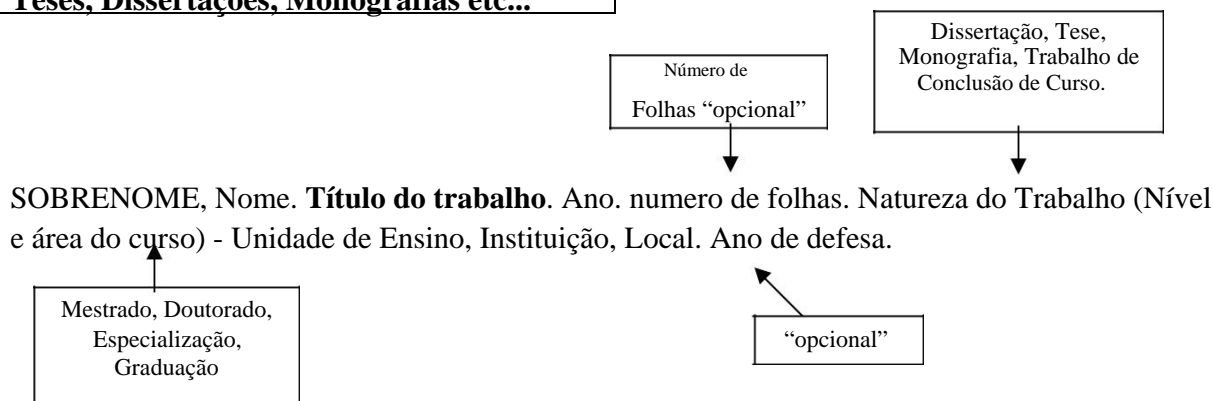 Teses, Dissertações, Monografias etc...
Dissertação, Tese,
Monografia, Trabalho de
Conclusão de Curso.
Número de
Folhas “opcional”
SOBRENOME, Nome. Título do trabalho. Ano. numero de folhas. Natureza do Trabalho (Nível
e área do curso) - Unidade de Ensino, Instituição, Local. Ano de defesa.
Mestrado, Doutorado,
Especialização,
Graduação
“opcional”